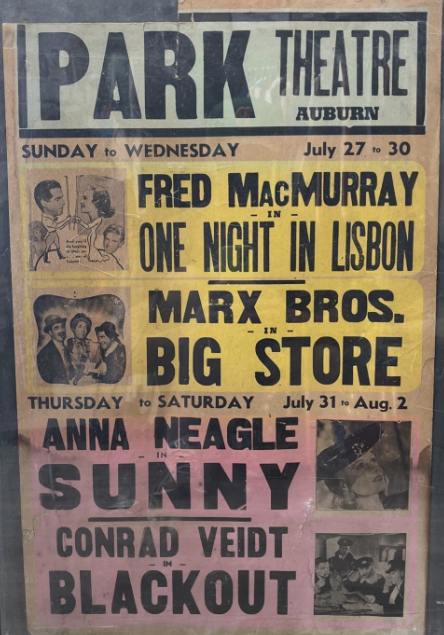 PARK THEATRE
AUBURN
SUNDAY to WEDNESDAY July 27 to 30
FRED MacMURRAY
- IN -
ONE NIGHT IN LISBON
MARX BROS.
- IN -
BIG STORE
THURSDAY to SATURDAY July 31 to Aug. 2
ANNA NEAGLE
- IN -
SUNNY
CONRAD VEIDT
- IN -
BLACKOUT